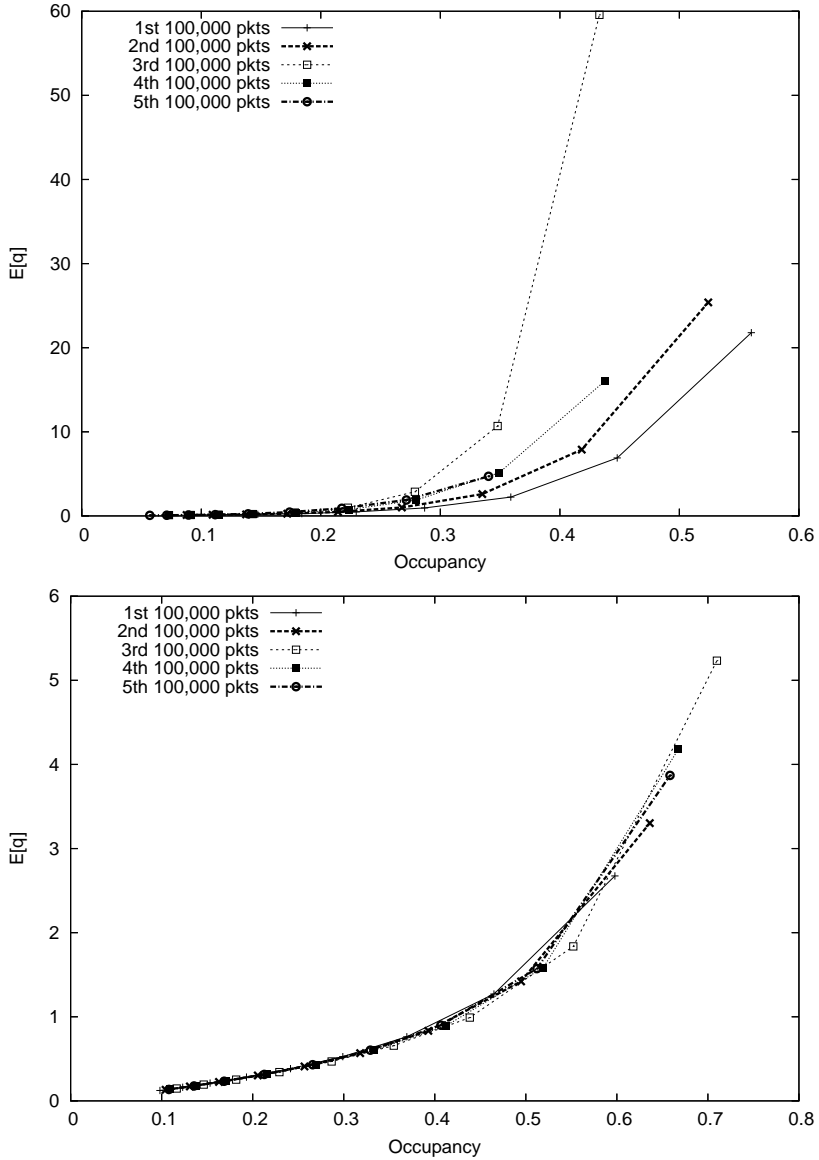 60
50
40
30
20
10
0
E[q]
1st 100,000 pkts
2nd 100,000 pkts
3rd 100,000 pkts
4th 100,000 pkts
5th 100,000 pkts
0 0.1 0.2 0.3 0.4 0.5 0.6
Occupancy
6
5
4
3
2
1
0
E[q]
1st 100,000 pkts
2nd 100,000 pkts
3rd 100,000 pkts
4th 100,000 pkts
5th 100,000 pkts
0 0.1 0.2 0.3 0.4 0.5 0.6 0.7 0.8
Occupancy